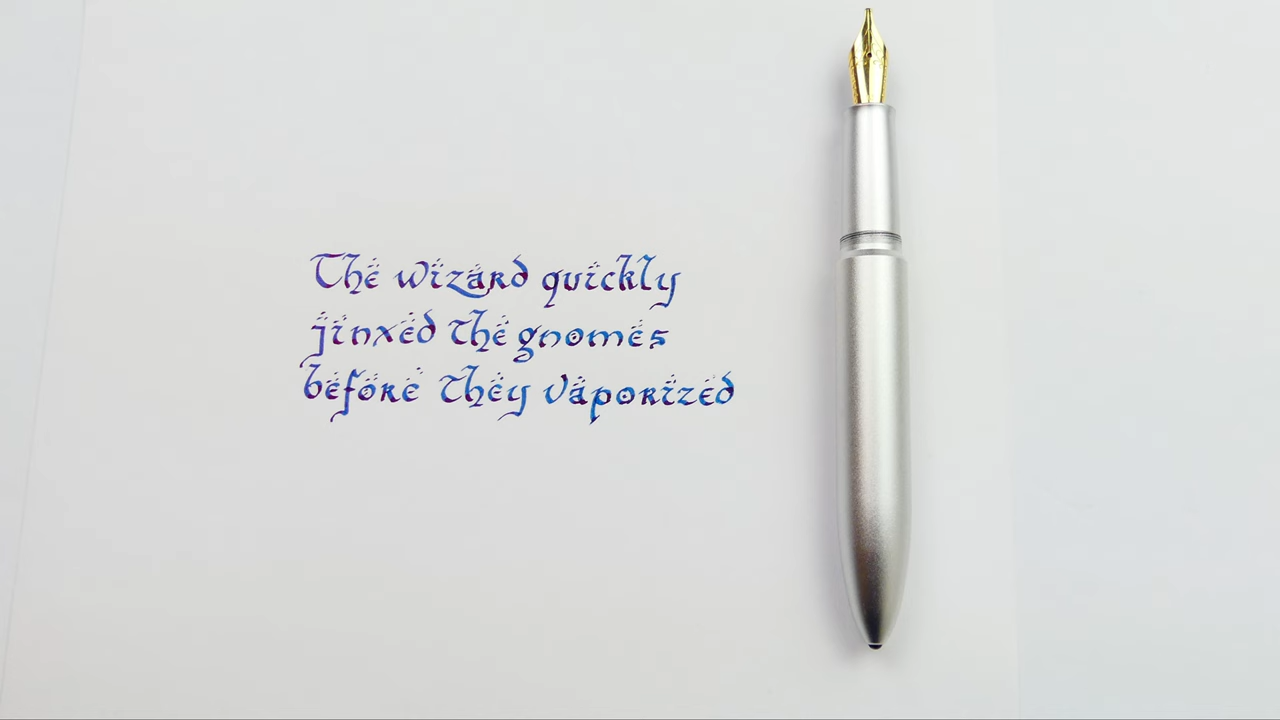 The wizard quickly
jinxed the gnomes
before they vaporized